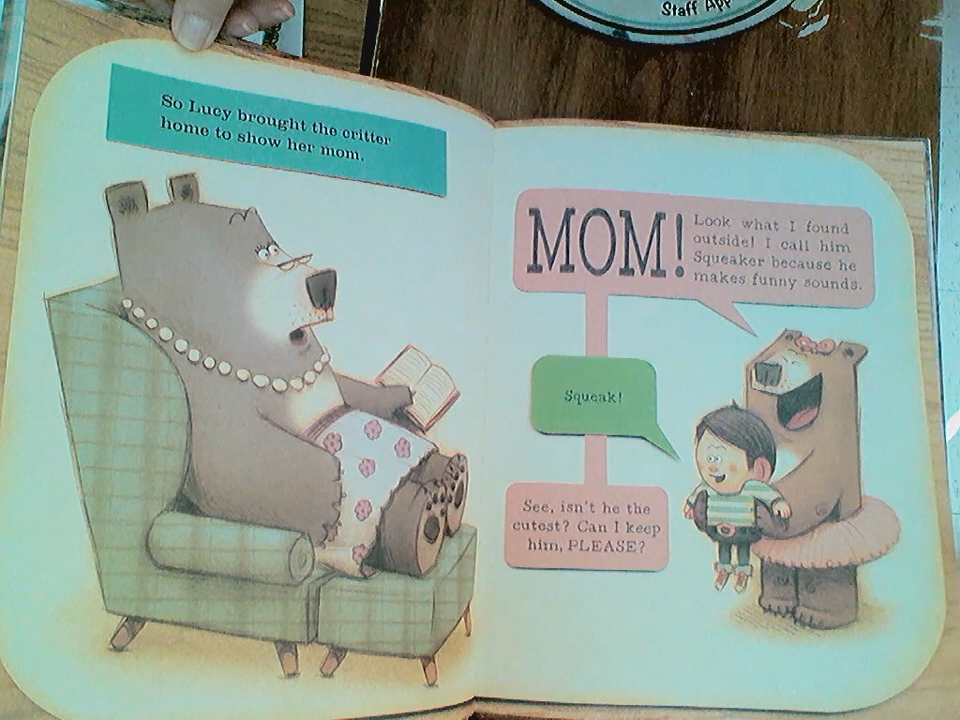 Staff App
So Lucy brought the critter
home to show her mom.
MOM!
Look what I found
outside! I call him
Squeaker because he
makes funny sounds.
Squeak!
See, isn't he the
cutest? Can I keep
him, PLEASE?